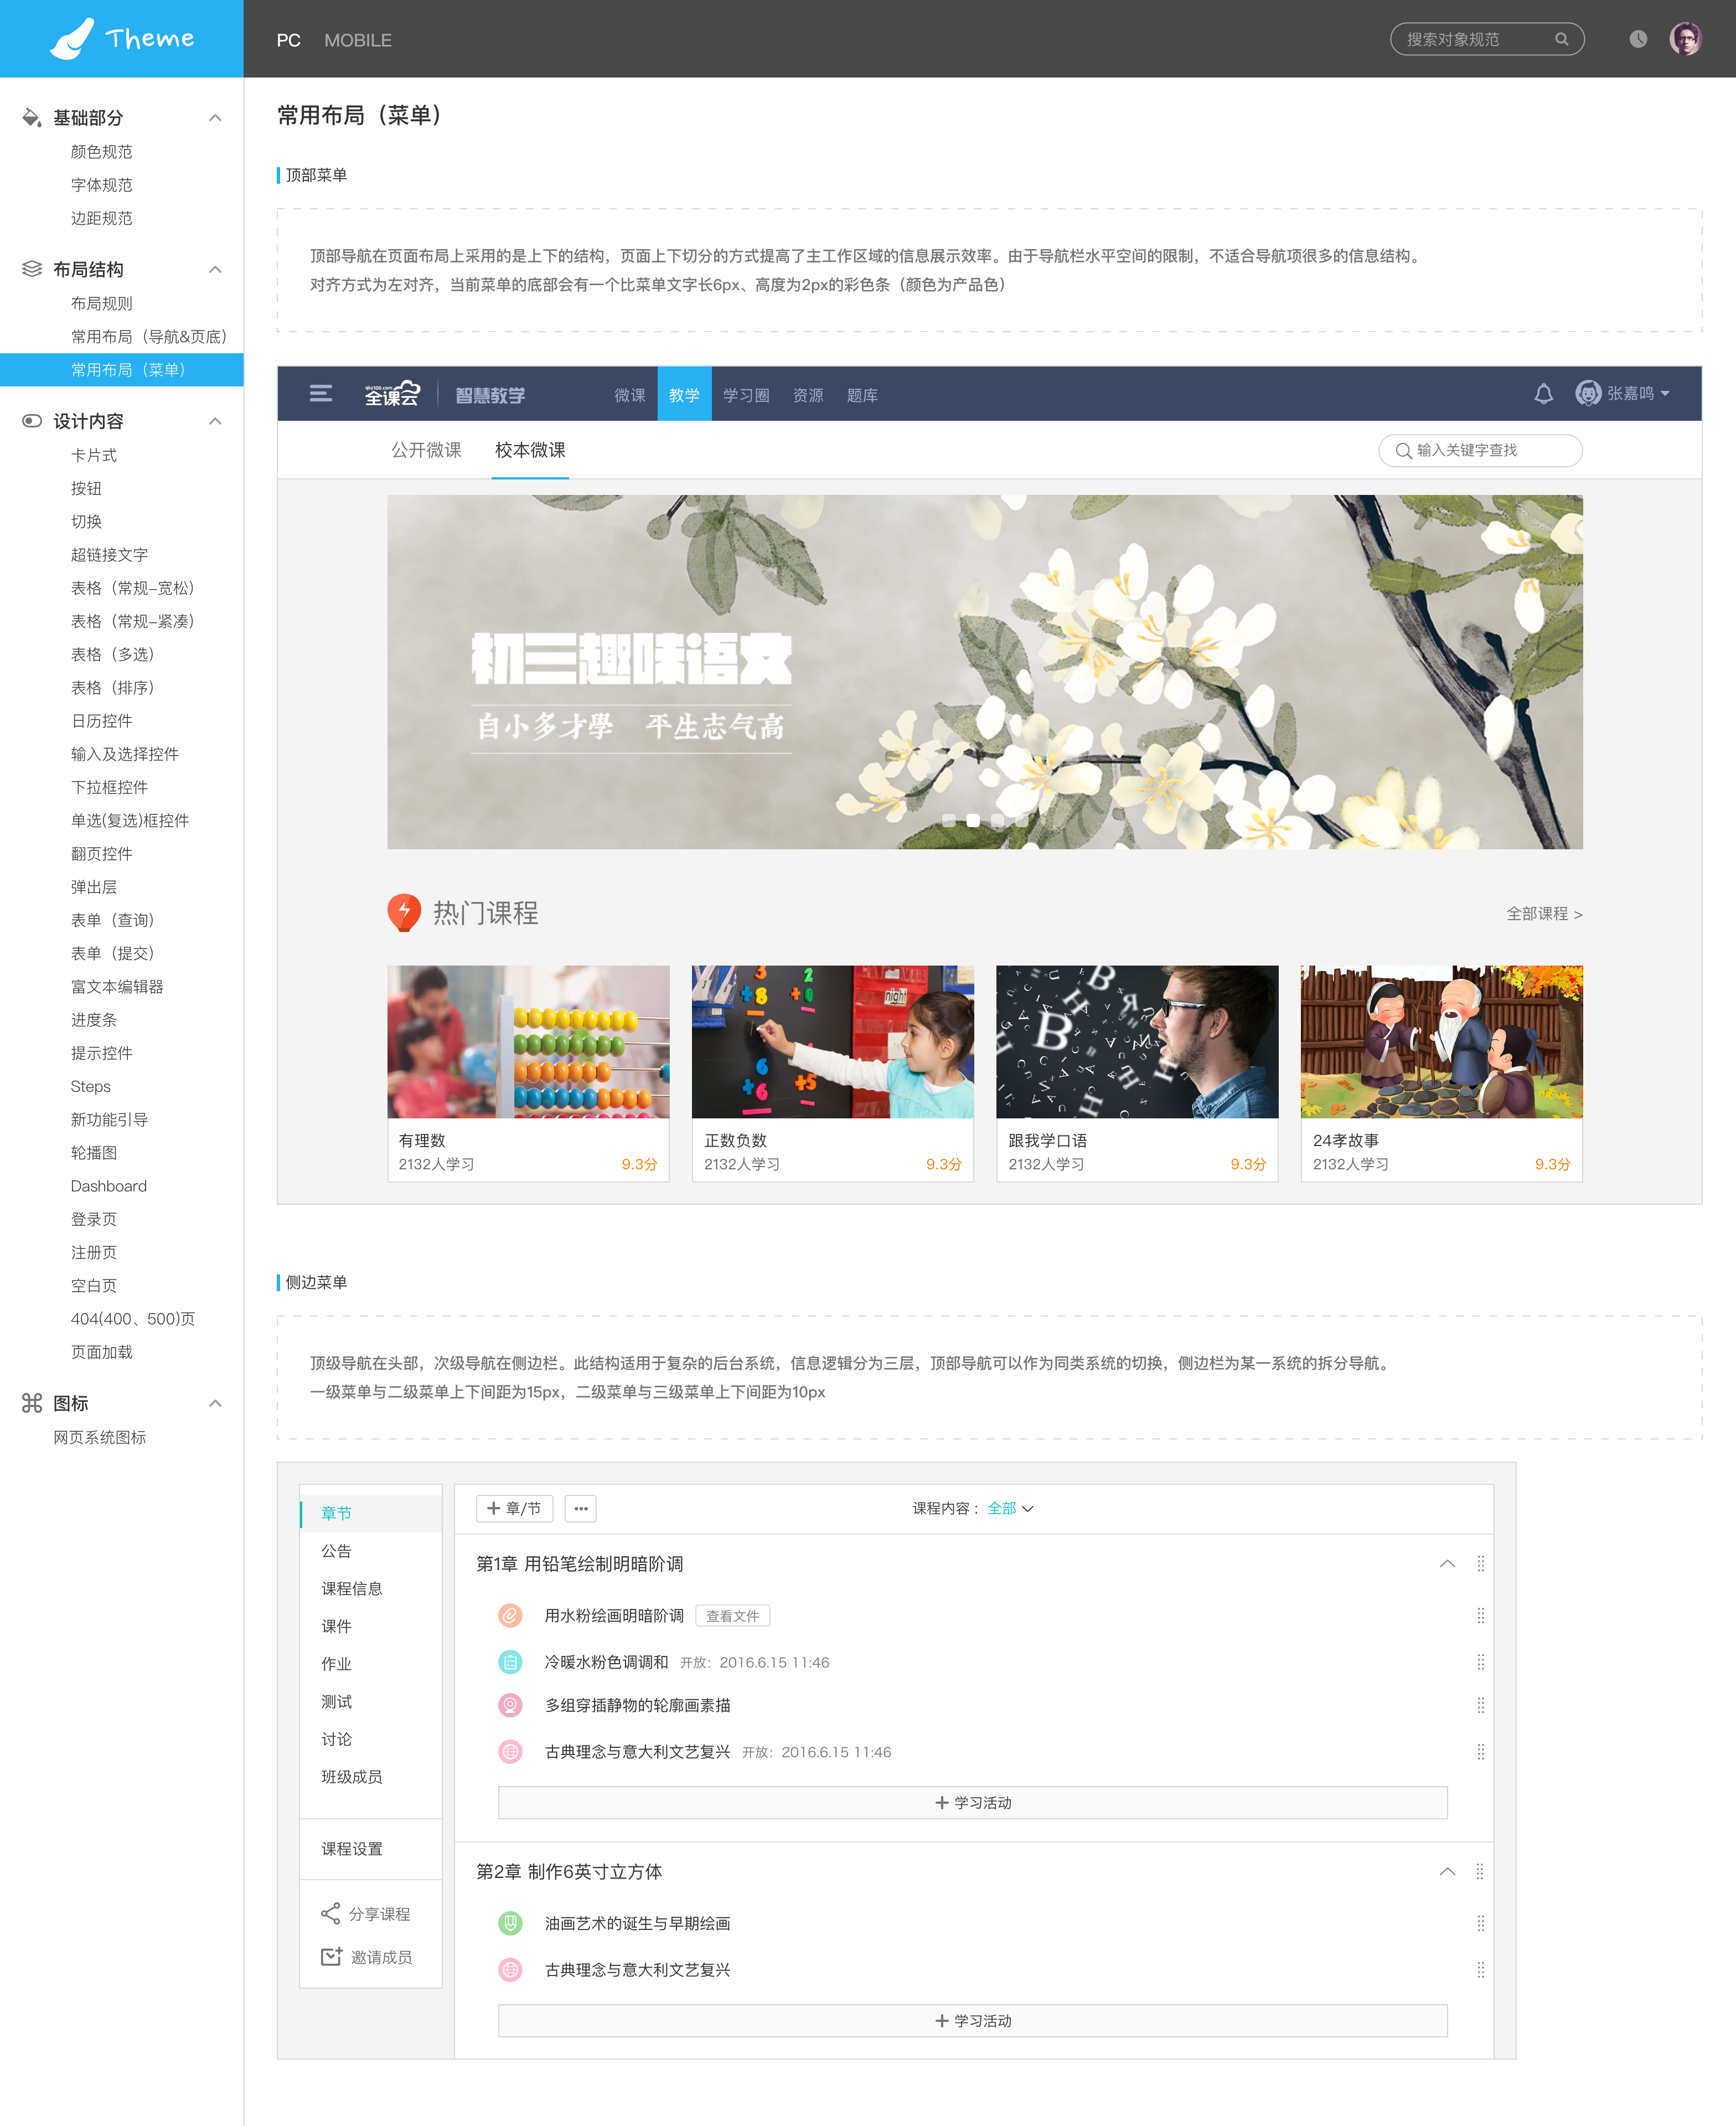 Theme
PC MOBILE
搜索对象规范
基础部分
颜色规范
字体规范
边距规范
布局结构
布局规则
常用布局（导航&页底）
常用布局（菜单）
设计内容
卡片式
按钮
切换
超链接文字
表格（常规-宽松）
表格（常规-紧凑）
表格（多选）
表格（排序）
日历控件
输入及选择控件
下拉框控件
单选(复选)框控件
翻页控件
弹出层
表单（查询）
表单（提交）
富文本编辑器
进度条
提示控件
Steps
新功能引导
轮播图
Dashboard
登录页
注册页
空白页
404(400、500)页
页面加载
图标
网页系统图标
常用布局（菜单）
顶部菜单
顶部导航在页面布局上采用的是上下的结构，页面上下切分的方式提高了主工作区域的信息展示效率。由于导航栏水平空间的限制，不适合导航项很多的信息结构。
对齐方式为左对齐，当前菜单的底部会有一个比菜单文字长6px、高度为2px的彩色条（颜色为产品色）
qky100.com
全课云 智慧教学 微课 教学 学习圈 资源 题库 张嘉鸣
公开微课 校本微课 输入关键字查找
初三趣味语文
自小多才學 平生志气高
热门课程 全部课程 >
night
有理数
2132人学习 9.3分
正数负数
2132人学习 9.3分
跟我学口语
2132人学习 9.3分
24孝故事
2132人学习 9.3分
侧边菜单
顶级导航在头部，次级导航在侧边栏。此结构适用于复杂的后台系统，信息逻辑分为三层，顶部导航可以作为同类系统的切换，侧边栏为某一系统的拆分导航。
一级菜单与二级菜单上下间距为15px，二级菜单与三级菜单上下间距为10px
章节
公告
课程信息
课件
作业
测试
讨论
班级成员
课程设置
分享课程
邀请成员
章/节 课程内容： 全部
第1章 用铅笔绘制明暗阶调
用水粉绘画明暗阶调 查看文件
冷暖水粉色调调和 开放：2016.6.15 11:46
多组穿插静物的轮廓画素描
古典理念与意大利文艺复兴 开放：2016.6.15 11:46
学习活动
第2章 制作6英寸立方体
油画艺术的诞生与早期绘画
古典理念与意大利文艺复兴
学习活动